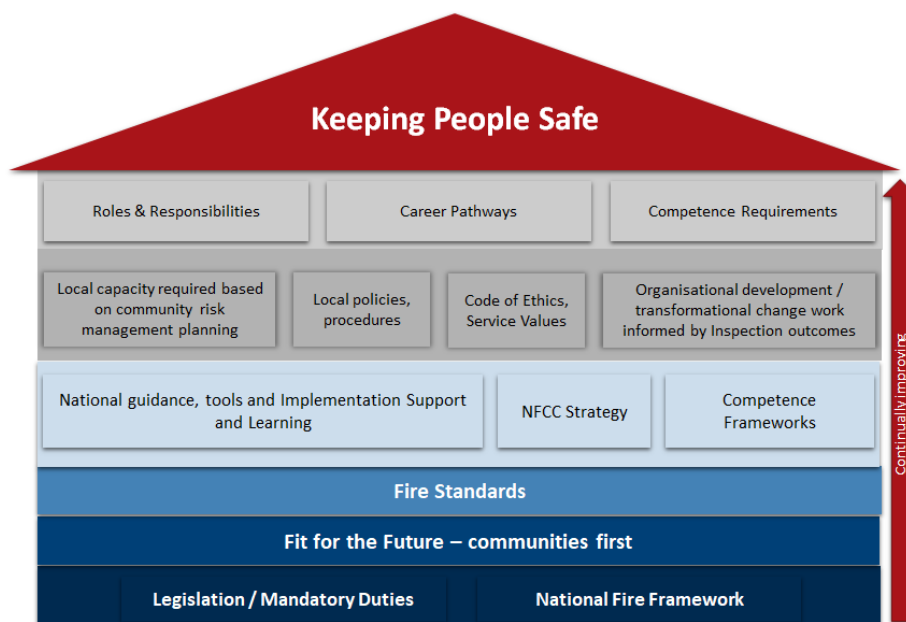 Keeping People Safe
Roles & Responsibilities
Career Pathways
Competence Requirements
Local capacity required based
on community risk
management planning
Local policies,
procedures
Code of Ethics,
Service Values
Organisational development /
transformational change work
informed by Inspection outcomes
National guidance, tools and Implementation Support
and Learning
NFCC Strategy
Competence
Frameworks
Fire Standards
Fit for the Future – communities first
Legislation / Mandatory Duties
National Fire Framework
Continually improving